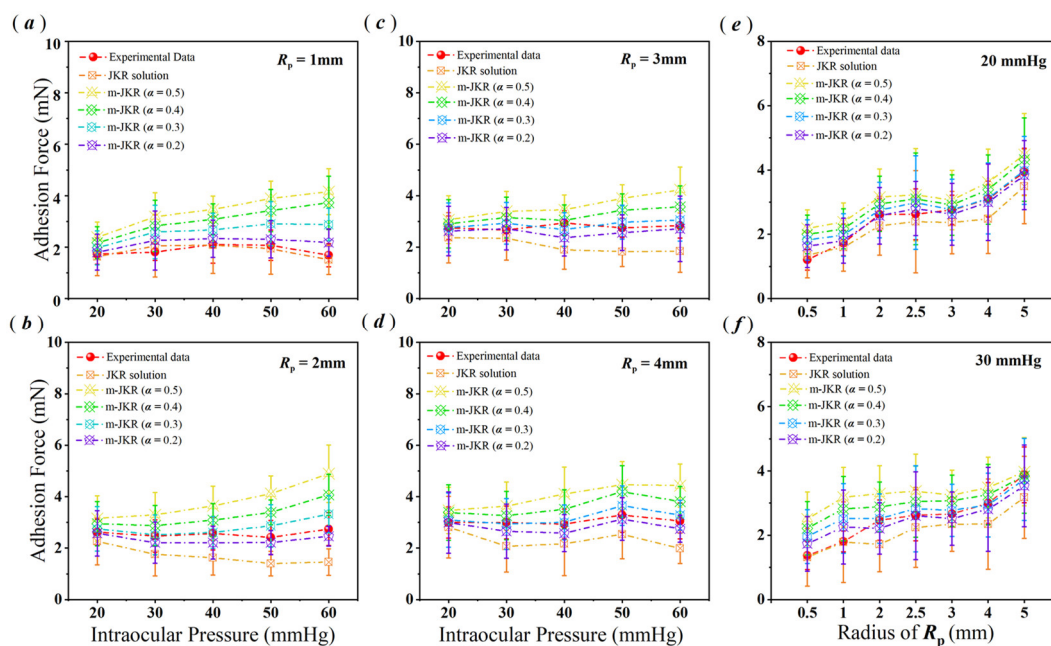 (a)
Adhesion Force (mN)
10
8
6
4
2
0
Experimental Data
JKR solution
m-JKR (α = 0.5)
m-JKR (α = 0.4)
m-JKR (α = 0.3)
m-JKR (α = 0.2)
Rp = 1mm
20 30 40 50 60
(c)
10
8
6
4
2
0
Experimental data
JKR solution
m-JKR (α = 0.5)
m-JKR (α = 0.4)
m-JKR (α = 0.3)
m-JKR (α = 0.2)
Rp = 3mm
20 30 40 50 60
(e)
8
6
4
2
0
Experimental data
JKR solution
m-JKR (α = 0.5)
m-JKR (α = 0.4)
m-JKR (α = 0.3)
m-JKR (α = 0.2)
20 mmHg
0.5 1 2 2.5 3 4 5
(b)
Adhesion Force (mN)
10
8
6
4
2
0
Experimental data
JKR solution
m-JKR (α = 0.5)
m-JKR (α = 0.4)
m-JKR (α = 0.3)
m-JKR (α = 0.2)
Rp = 2mm
20 30 40 50 60
Intraocular Pressure (mmHg)
(d)
10
8
6
4
2
0
Experimental data
JKR solution
m-JKR (α = 0.5)
m-JKR (α = 0.4)
m-JKR (α = 0.3)
m-JKR (α = 0.2)
Rp = 4mm
20 30 40 50 60
Intraocular Pressure (mmHg)
(f)
8
6
4
2
0
Experimental data
JKR solution
m-JKR (α = 0.5)
m-JKR (α = 0.4)
m-JKR (α = 0.3)
m-JKR (α = 0.2)
30 mmHg
0.5 1 2 2.5 3 4 5
Radius of Rp (mm)